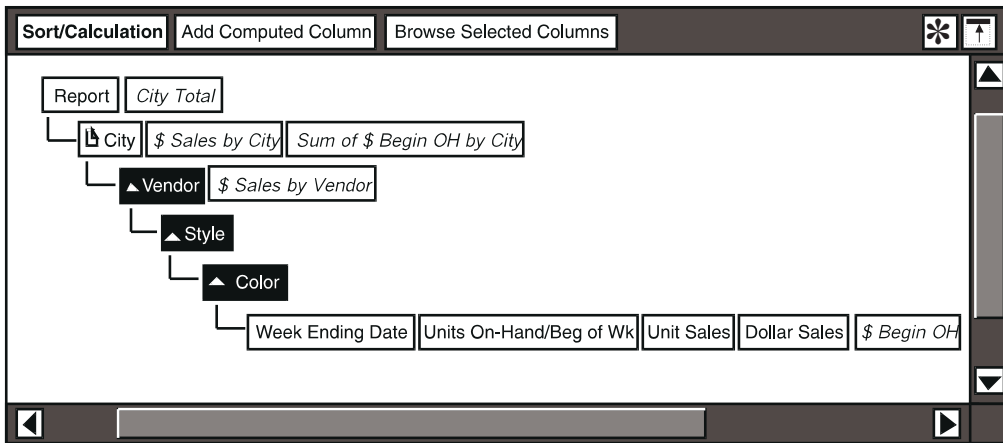 Sort/Calculation Add Computed Column Browse Selected Columns
Report City Total
City $ Sales by City Sum of $ Begin OH by City
Vendor $ Sales by Vendor
Style
Color
Week Ending Date Units On-Hand/Beg of Wk Unit Sales Dollar Sales $ Begin OH